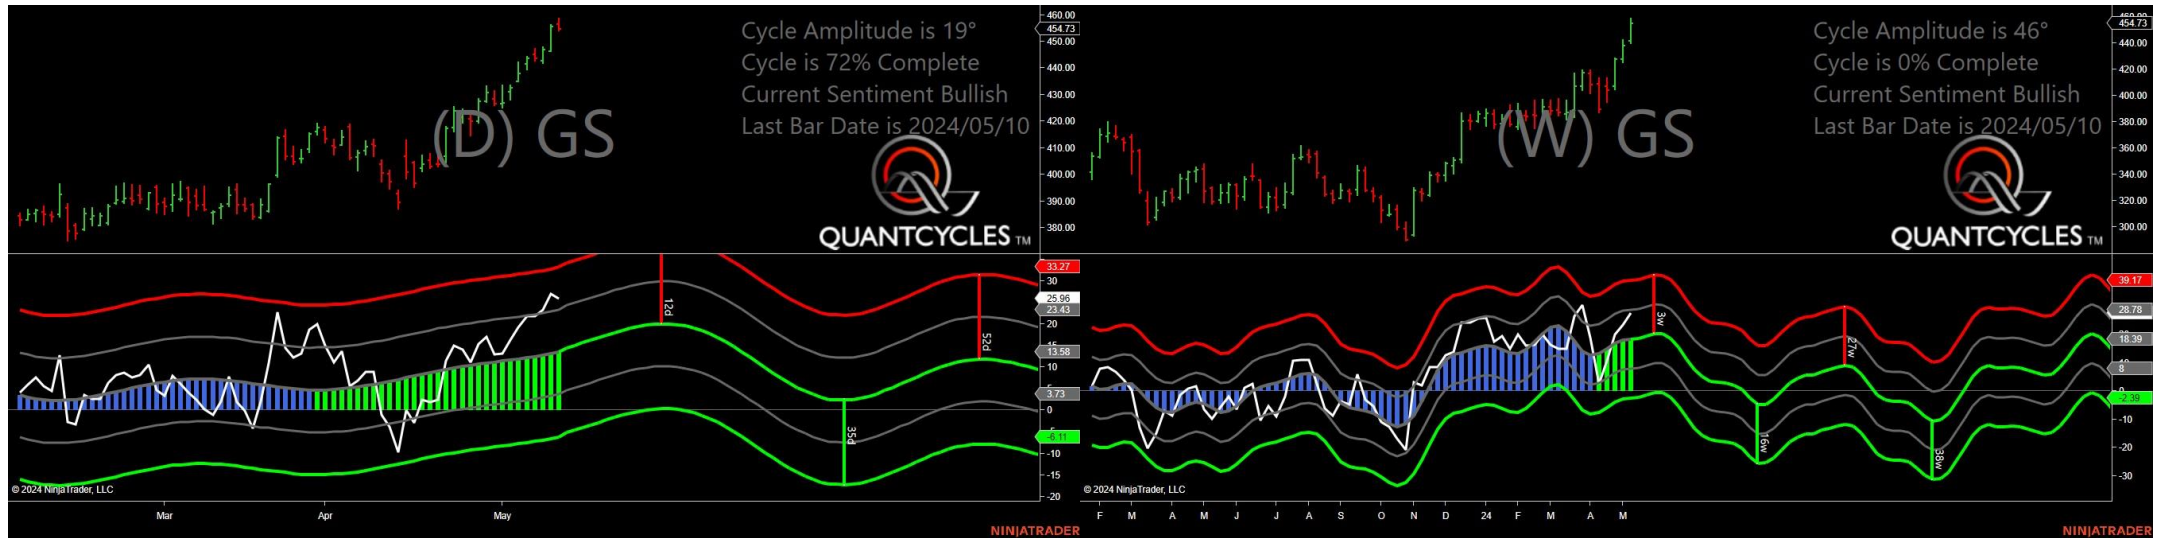 Cycle Amplitude is 19°
Cycle is 72% Complete
Current Sentiment Bullish
Last Bar Date is 2024/05/10
(D) GS
QUANTCYCLES TM
460.00
454.73
450.00
440.00
430.00
420.00
410.00
400.00
390.00
380.00
33.27
30
25.96
23.43
20
15
13.58
10
5
3.73
0
-6.11
-10
-15
-20
12d
35d
52d
© 2024 NinjaTrader, LLC
Mar Apr May
NINJATRADER
Cycle Amplitude is 46°
Cycle is 0% Complete
Current Sentiment Bullish
Last Bar Date is 2024/05/10
(W) GS
QUANTCYCLES TM
460.00
454.73
440.00
420.00
400.00
380.00
360.00
340.00
320.00
300.00
39.17
28.78
18.39
8
0
-2.39
-10
-20
-30
3w
16w
27w
38w
© 2024 NinjaTrader, LLC
F M A M J J A S O N D 24 F M A M
NINJATRADER